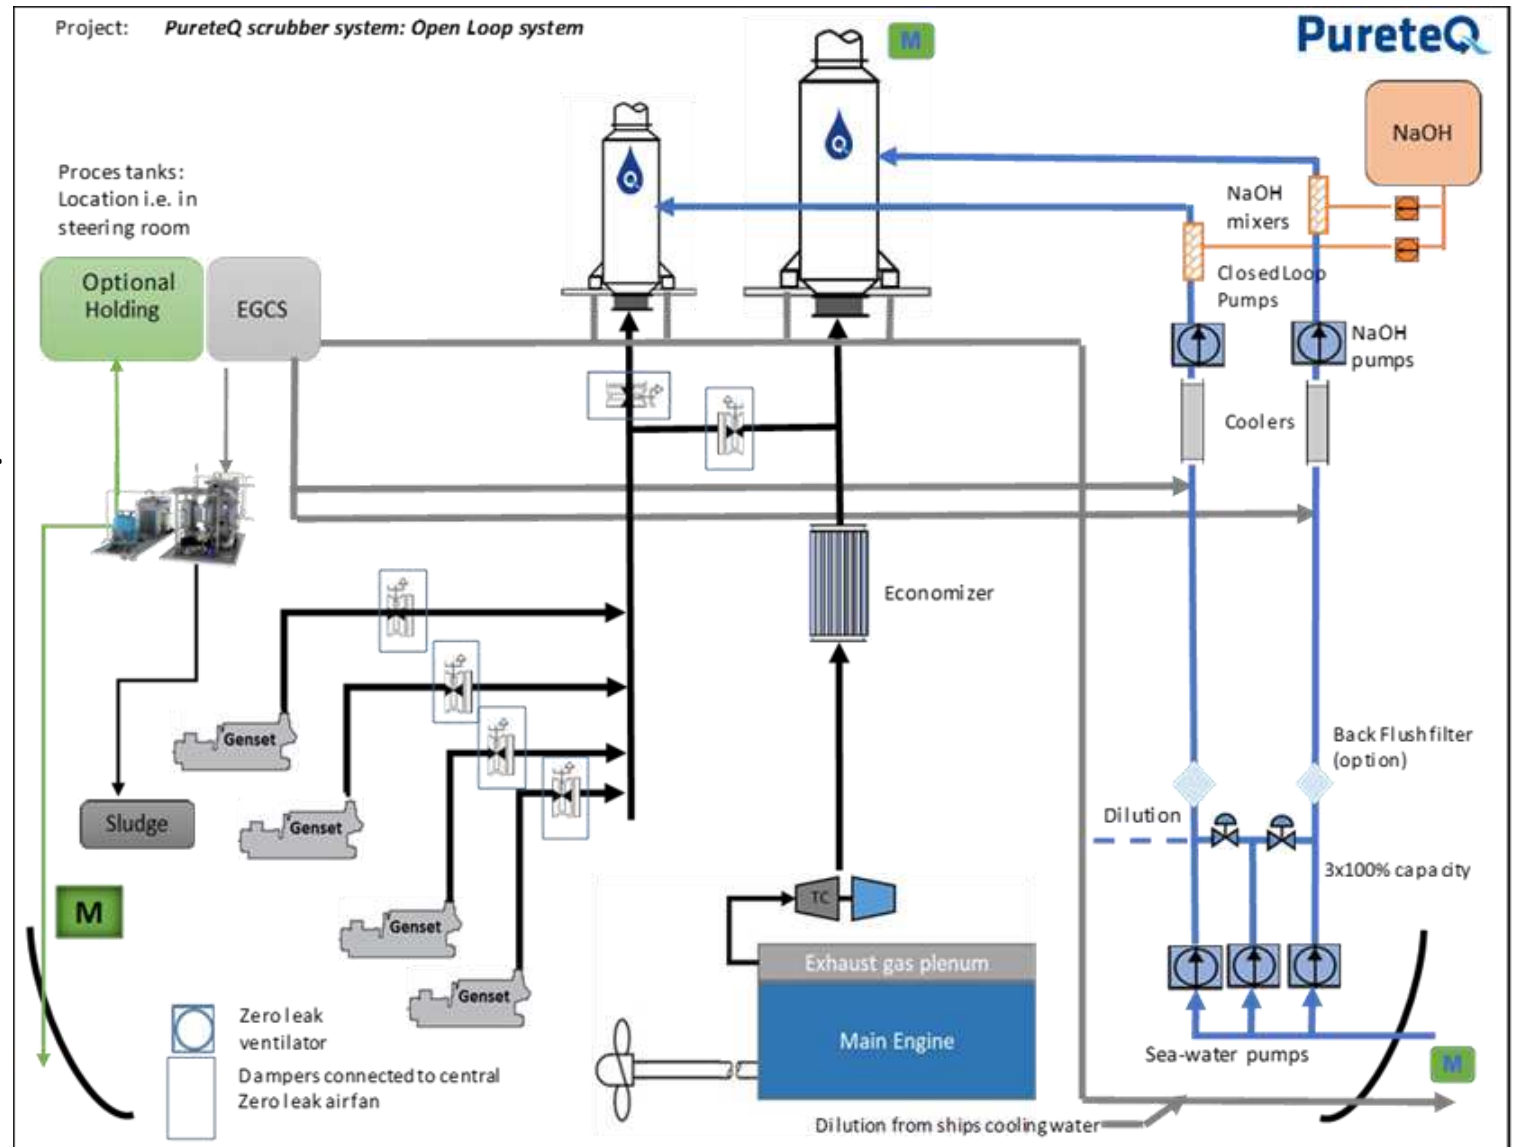 Project: PureteQ scrubber system: Open Loop system
M
PureteQ
NaOH
Proces tanks:
Location i.e. in
steering room
Q
Q
NaOH
mixers
Optional
Holding
EGCS
Closed Loop
Pumps
NaOH
pumps
Coolers
Economizer
Genset
Back Flush filter
(option)
Sludge
Genset
Dilution
3x100% capacity
M
TC
Genset
Exhaust gas plenum
Genset
Zero leak
ventilator
Main Engine
Sea-water pumps
M
Dampers connected to central
Zero leak airfan
Dilution from ships cooling water